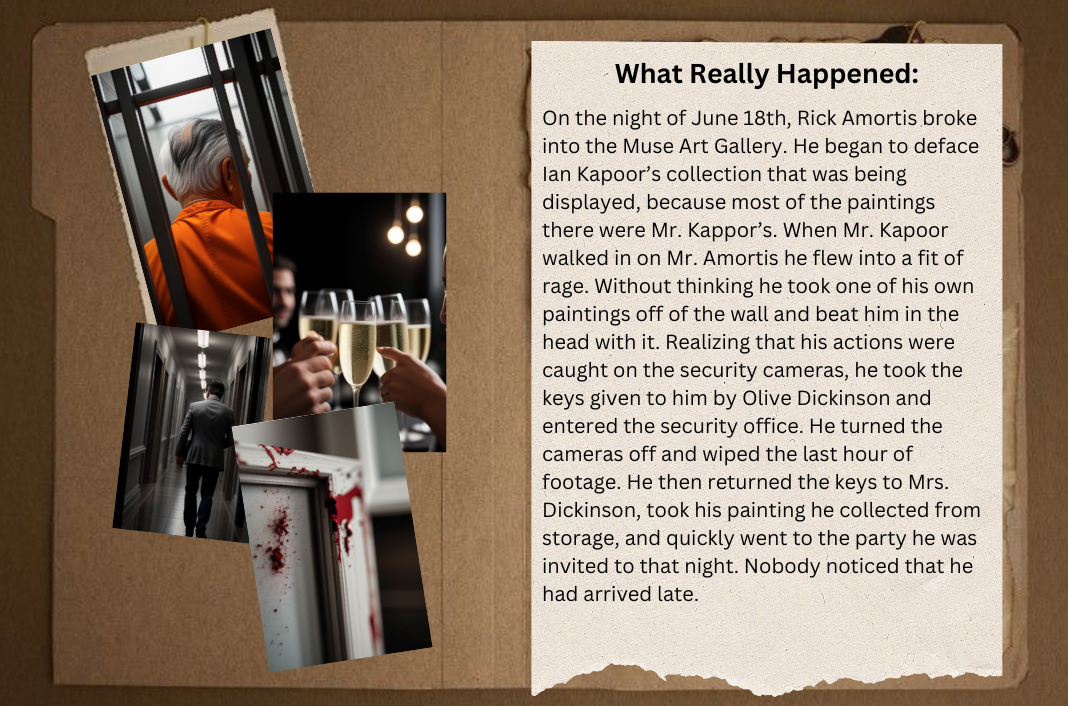 What Really Happened:
On the night of June 18th, Rick Amortis broke
into the Muse Art Gallery. He began to deface
Ian Kapoor’s collection that was being
displayed, because most of the paintings
there were Mr. Kappor’s. When Mr. Kapoor
walked in on Mr. Amortis he flew into a fit of
rage. Without thinking he took one of his own
paintings off of the wall and beat him in the
head with it. Realizing that his actions were
caught on the security cameras, he took the
keys given to him by Olive Dickinson and
entered the security office. He turned the
cameras off and wiped the last hour of
footage. He then returned the keys to Mrs.
Dickinson, took his painting he collected from
storage, and quickly went to the party he was
invited to that night. Nobody noticed that he
had arrived late.